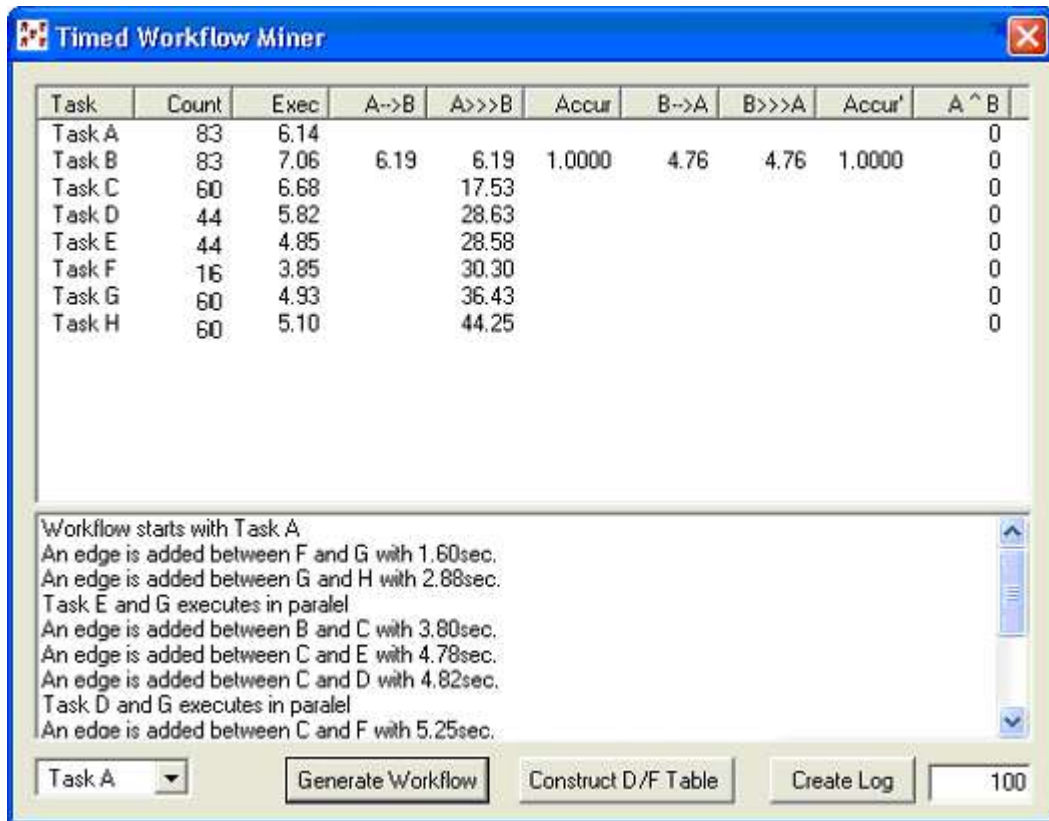 Timed Workflow Miner
Task Count Exec A-->B A>>>B Accur B-->A B>>>A Accur' A^B
Task A 83 6.14 0
Task B 83 7.06 6.19 6.19 1.0000 4.76 4.76 1.0000 0
Task C 60 6.68 17.53 0
Task D 44 5.82 28.63 0
Task E 44 4.85 28.58 0
Task F 16 3.85 30.30 0
Task G 60 4.93 36.43 0
Task H 60 5.10 44.25 0
Workflow starts with Task A
An edge is added between F and G with 1.60sec.
An edge is added between G and H with 2.88sec.
Task E and G executes in paralel
An edge is added between B and C with 3.80sec.
An edge is added between C and E with 4.78sec.
An edge is added between C and D with 4.82sec.
Task D and G executes in paralel
An edge is added between C and F with 5.25sec.
Task A Generate Workflow Construct D/F Table Create Log 100